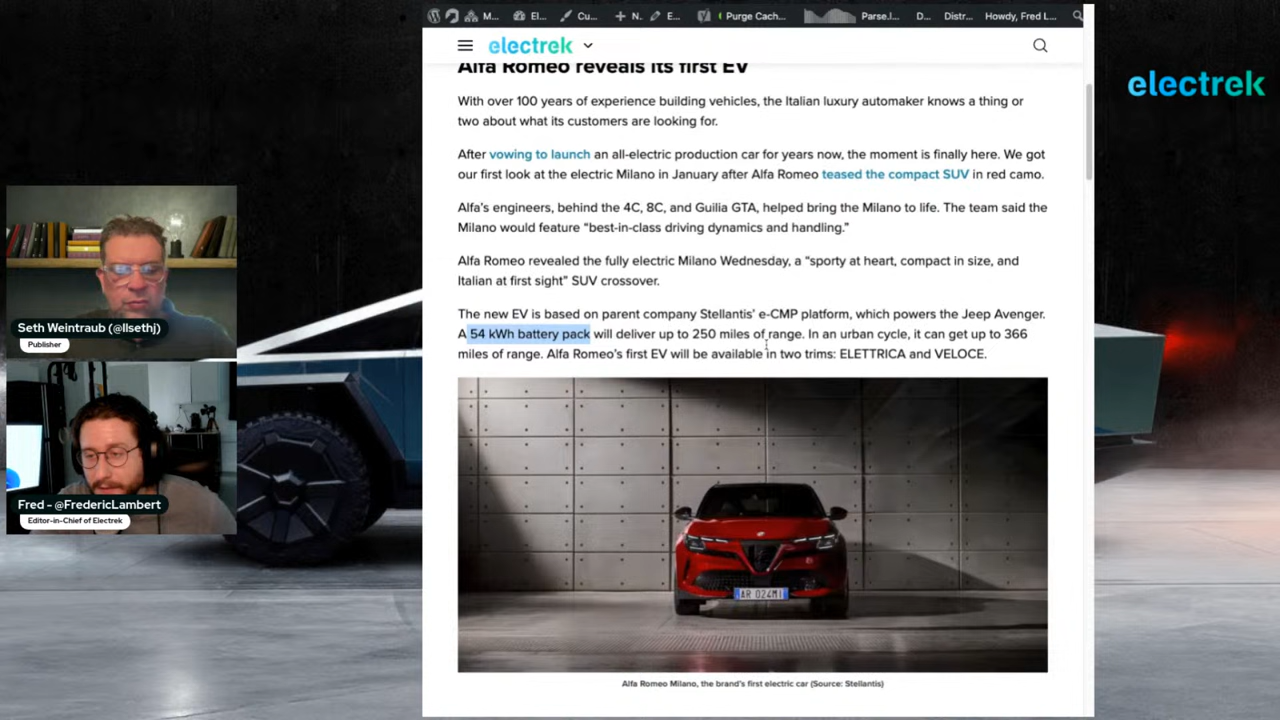 M...
El...
Cu...
N.
E...
Purge Cach...
Parse.l...
D...
Distr...
Howdy, Fred L...
electrek
electrek
Alfa Romeo reveals its first EV
With over 100 years of experience building vehicles, the Italian luxury automaker knows a thing or
two about what its customers are looking for.
After vowing to launch an all-electric production car for years now, the moment is finally here. We got
our first look at the electric Milano in January after Alfa Romeo teased the compact SUV in red camo.
Alfa's engineers, behind the 4C, 8C, and Guilia GTA, helped bring the Milano to life. The team said the
Milano would feature “best-in-class driving dynamics and handling.”
Alfa Romeo revealed the fully electric Milano Wednesday, a “sporty at heart, compact in size, and
Italian at first sight” SUV crossover.
The new EV is based on parent company Stellantis' e-CMP platform, which powers the Jeep Avenger.
A 54 kWh battery pack will deliver up to 250 miles of range. In an urban cycle, it can get up to 366
miles of range. Alfa Romeo's first EV will be available in two trims: ELETTRICA and VELOCE.
AR 024MI
Alfa Romeo Milano, the brand's first electric car (Source: Stellantis)
Seth Weintraub (@llsethj)
Publisher
Fred - @FredericLambert
Editor-in-Chief of Electrek